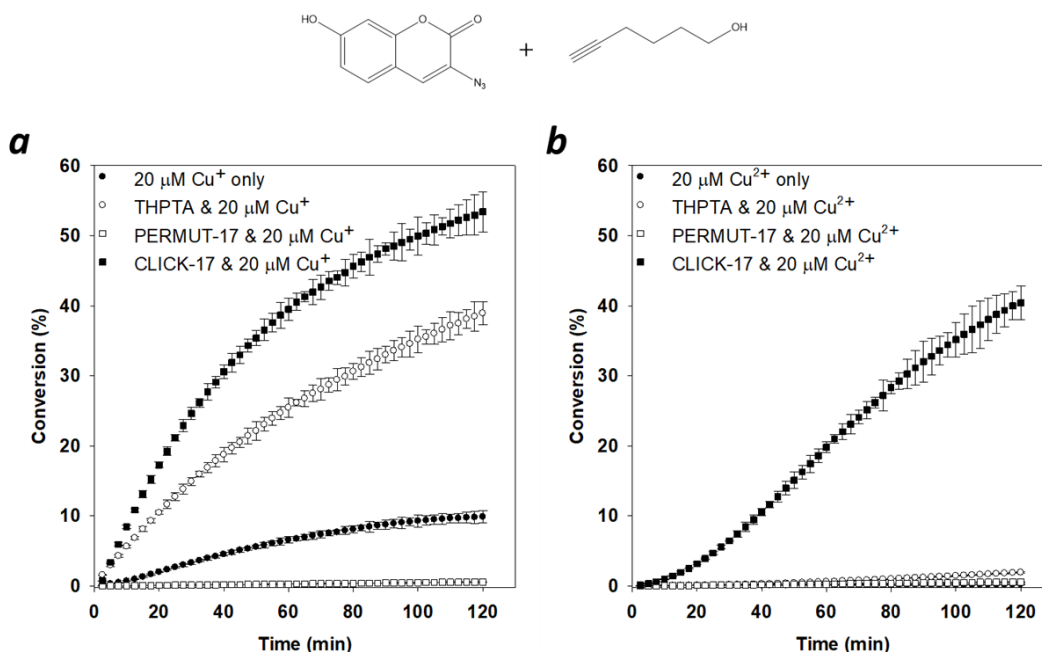 HO
O
O
N3
+
OH
a
60
50
40
30
20
10
0
Conversion (%)
20 μM Cu+ only
THPTA & 20 μM Cu+
PERMUT-17 & 20 μM Cu+
CLICK-17 & 20 μM Cu+
0 20 40 60 80 100 120
Time (min)
b
60
50
40
30
20
10
0
Conversion (%)
20 μM Cu2+ only
THPTA & 20 μM Cu2+
PERMUT-17 & 20 μM Cu2+
CLICK-17 & 20 μM Cu2+
0 20 40 60 80 100 120
Time (min)